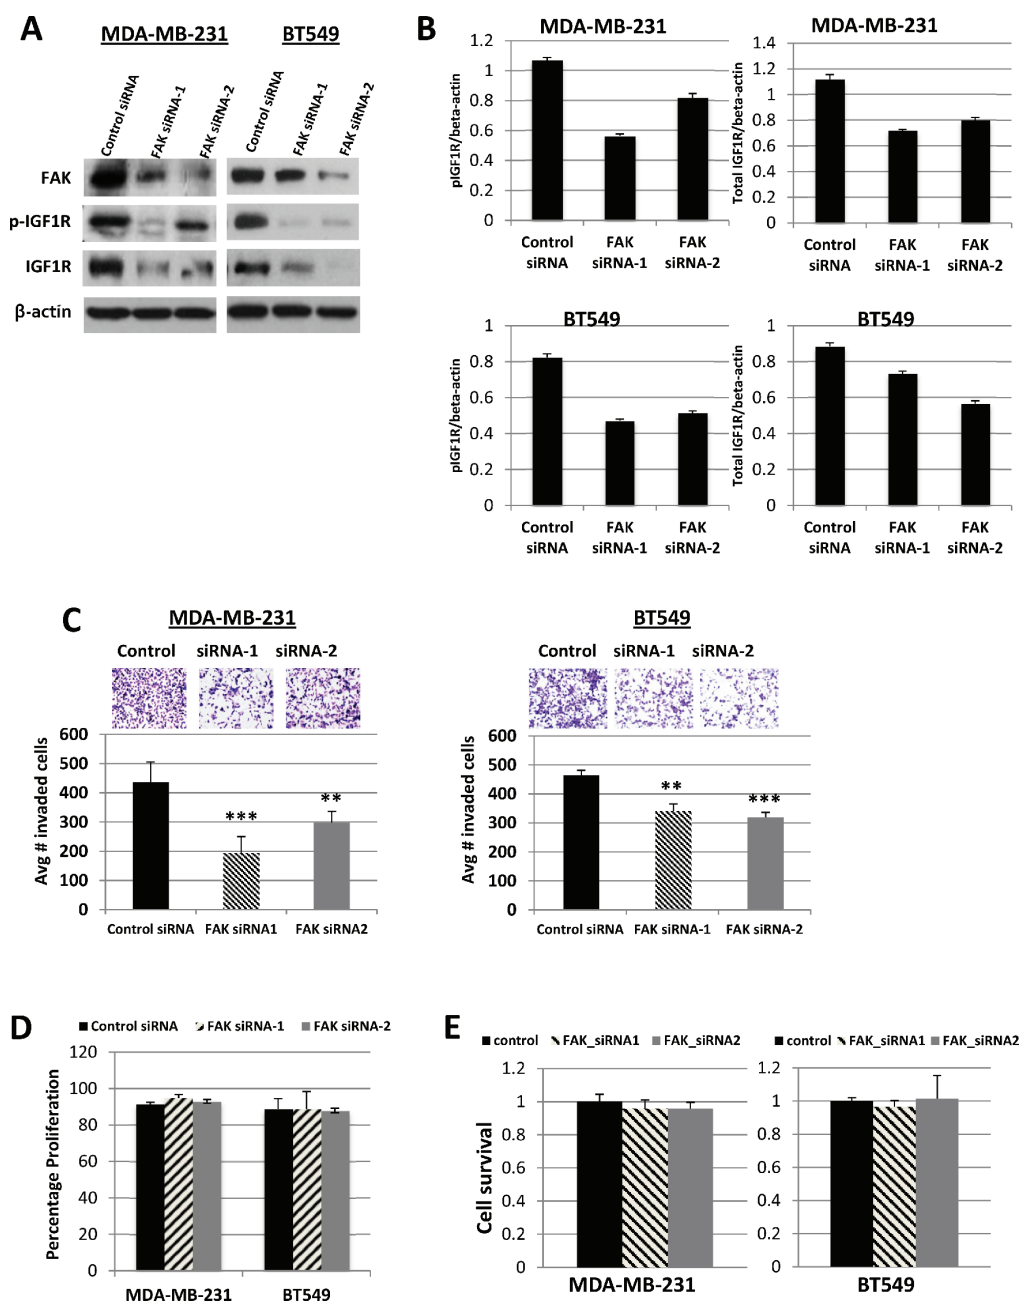 A
MDA-MB-231
BT549
Control siRNA
FAK siRNA-1
FAK siRNA-2
Control siRNA
FAK siRNA-1
FAK siRNA-2
FAK
p-IGF1R
IGF1R
β-actin
B
MDA-MB-231
pIGF1R/beta-actin
1.2
1
0.8
0.6
0.4
0.2
0
Control siRNA
FAK siRNA-1
FAK siRNA-2
MDA-MB-231
Total IGF1R/beta-actin
1.4
1.2
1
0.8
0.6
0.4
0.2
0
Control siRNA
FAK siRNA-1
FAK siRNA-2
BT549
pIGF1R/beta-actin
1
0.8
0.6
0.4
0.2
0
Control siRNA
FAK siRNA-1
FAK siRNA-2
BT549
Total IGF1R/beta-actin
1
0.8
0.6
0.4
0.2
0
Control siRNA
FAK siRNA-1
FAK siRNA-2
C
MDA-MB-231
Control siRNA-1 siRNA-2
Avg # invaded cells
600
500
400
300
200
100
0
***
**
Control siRNA FAK siRNA1 FAK siRNA2
BT549
Control siRNA-1 siRNA-2
Avg # invaded cells
600
500
400
300
200
100
0
**
***
Control siRNA FAK siRNA-1 FAK siRNA-2
D
Control siRNA FAK siRNA-1 FAK siRNA-2
Percentage Proliferation
120
100
80
60
40
20
0
MDA-MB-231 BT549
E
control FAK_siRNA1 FAK_siRNA2
Cell survival
1.2
1
0.8
0.6
0.4
0.2
0
MDA-MB-231
control FAK_siRNA1 FAK_siRNA2
1.2
1
0.8
0.6
0.4
0.2
0
BT549